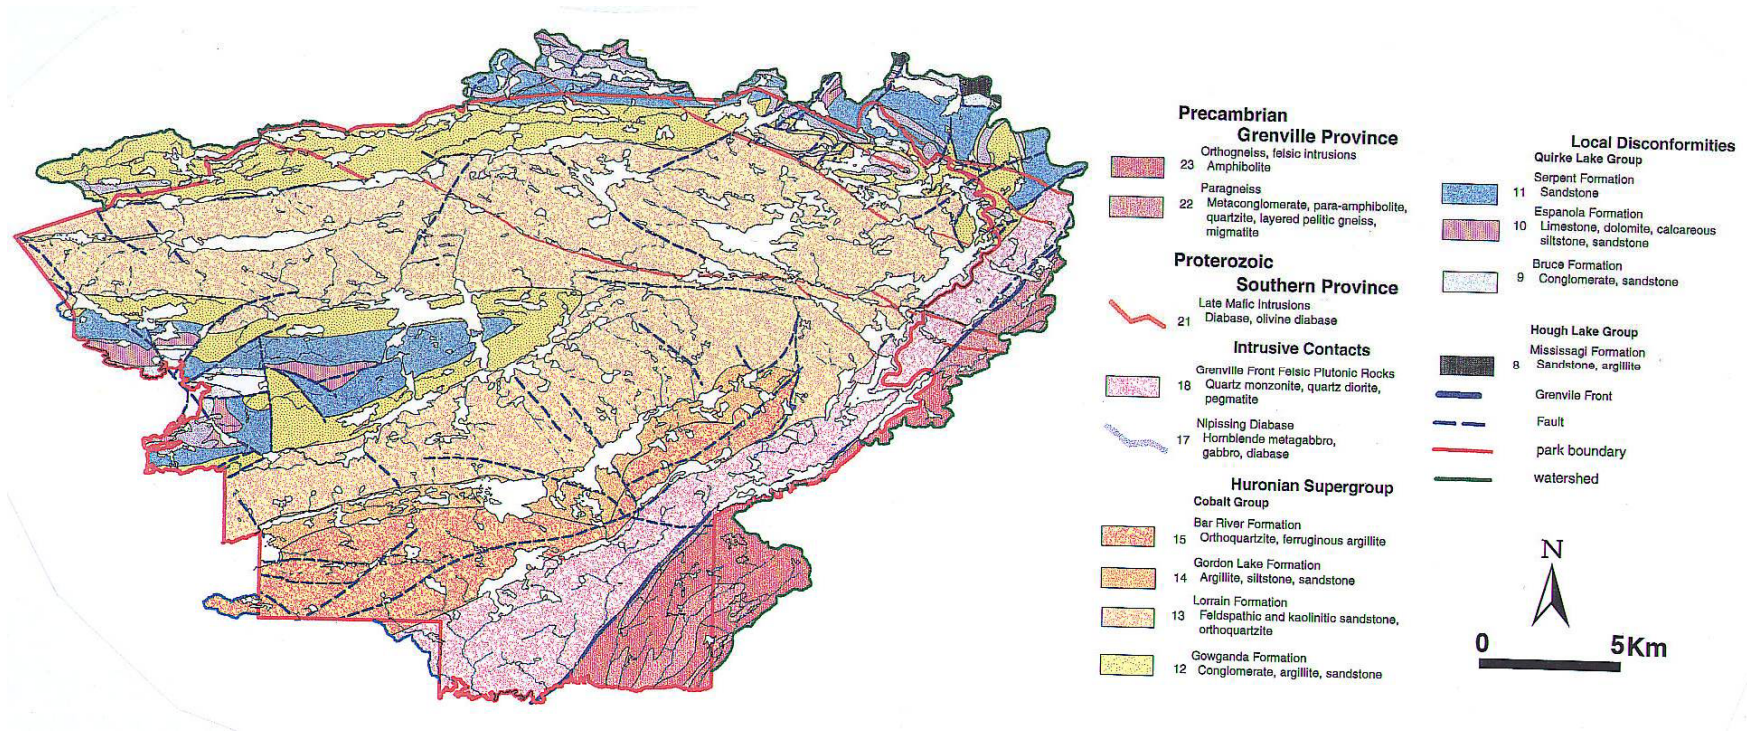 Precambrian
Grenville Province
Orthogneiss, felsic intrusions
23 Amphibolite
Paragneiss
22 Metaconglomerate, para-amphibolite,
quartzite, layered pelitic gneiss,
migmatite
Proterozoic
Southern Province
Late Mafic Intrusions
21 Diabase, olivine diabase
Intrusive Contacts
Grenville Front Felsic Plutonic Rocks
18 Quartz monzonite, quartz diorite,
pegmatite
Nipissing Diabase
17 Hornblende metagabbro,
gabbro, diabase
Huronian Supergroup
Cobalt Group
Bar River Formation
15 Orthoquartzite, ferruginous argillite
Gordon Lake Formation
14 Argillite, siltstone, sandstone
Lorrain Formation
13 Feldspathic and kaolinitic sandstone,
orthoquartzite
Gowganda Formation
12 Conglomerate, argillite, sandstone
Local Disconformities
Quirke Lake Group
Serpent Formation
11 Sandstone
Espanola Formation
10 Limestone, dolomite, calcareous
siltstone, sandstone
Bruce Formation
9 Conglomerate, sandstone
Hough Lake Group
Mississagi Formation
8 Sandstone, argillite
Grenvile Front
Fault
park boundary
watershed
N
0 5Km